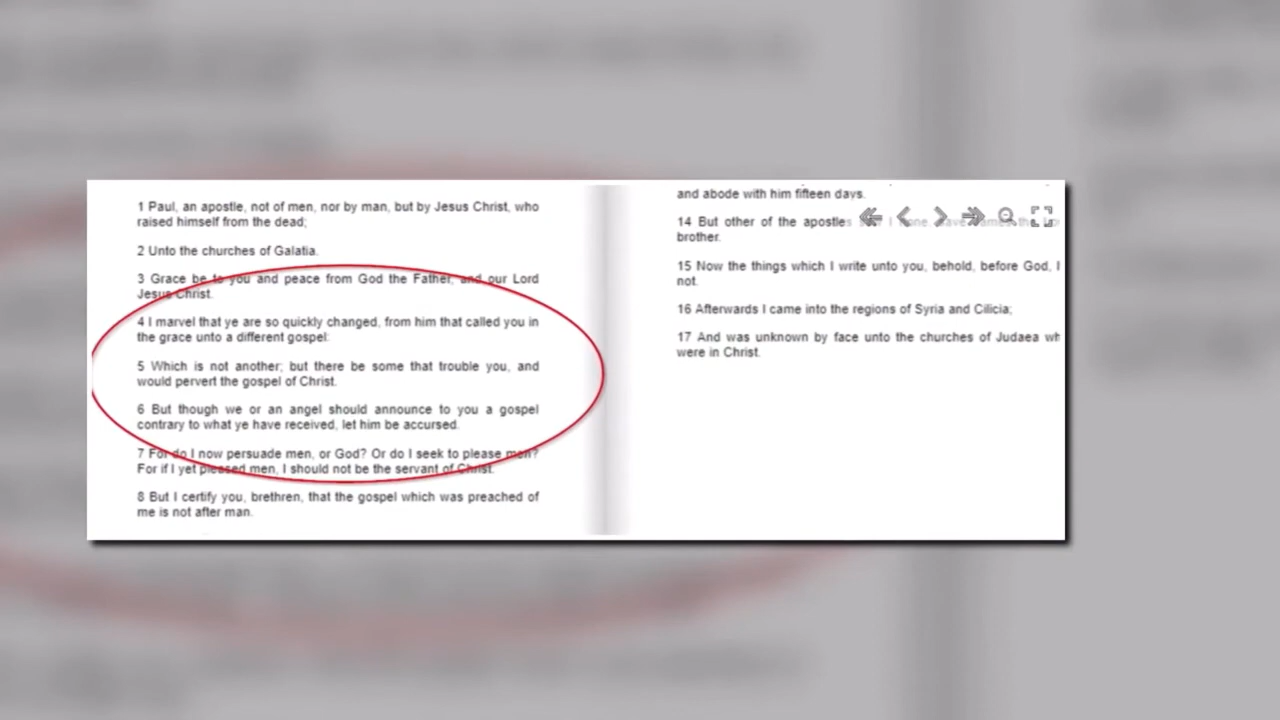 1 Paul, an apostle, not of men, nor by man, but by Jesus Christ, who
raised himself from the dead;
2 Unto the churches of Galatia.
3 Grace be to you and peace from God the Father, and our Lord
Jesus Christ.
4 I marvel that ye are so quickly changed, from him that called you in
the grace unto a different gospel:
5 Which is not another; but there be some that trouble you, and
would pervert the gospel of Christ.
6 But though we or an angel should announce to you a gospel
contrary to what ye have received, let him be accursed.
7 For do I now persuade men, or God? Or do I seek to please men?
For if I yet pleased men, I should not be the servant of Christ.
8 But I certify you, brethren, that the gospel which was preached of
me is not after man.
and abode with him fifteen days.
14 But other of the apostles I none
brother.
15 Now the things which I write unto you, behold, before God, I
not.
16 Afterwards I came into the regions of Syria and Cilicia;
17 And was unknown by face unto the churches of Judaea wh
were in Christ.